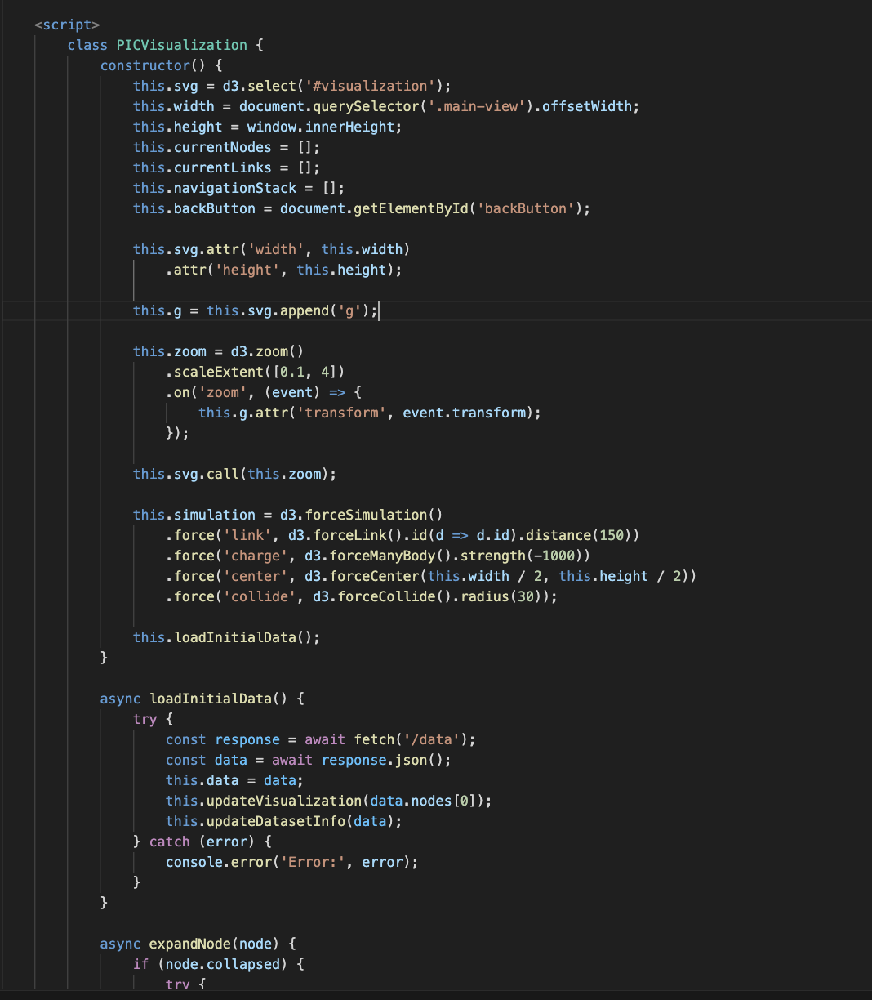 <script>
class PICVisualization {
constructor() {
this.svg = d3.select('#visualization');
this.width = document.querySelector('.main-view').offsetWidth;
this.height = window.innerHeight;
this.currentNodes = [];
this.currentLinks = [];
this.navigationStack = [];
this.backButton = document.getElementById('backButton');
this.svg.attr('width', this.width)
.attr('height', this.height);
this.g = this.svg.append('g');
this.zoom = d3.zoom()
.scaleExtent([0.1, 4])
.on('zoom', (event) => {
this.g.attr('transform', event.transform);
});
this.svg.call(this.zoom);
this.simulation = d3.forceSimulation()
.force('link', d3.forceLink().id(d => d.id).distance(150))
.force('charge', d3.forceManyBody().strength(-1000))
.force('center', d3.forceCenter(this.width / 2, this.height / 2))
.force('collide', d3.forceCollide().radius(30));
this.loadInitialData();
}
async loadInitialData() {
try {
const response = await fetch('/data');
const data = await response.json();
this.data = data;
this.updateVisualization(data.nodes[0]);
this.updateDatasetInfo(data);
} catch (error) {
console.error('Error:', error);
}
}
async expandNode(node) {
if (node.collapsed) {
try {